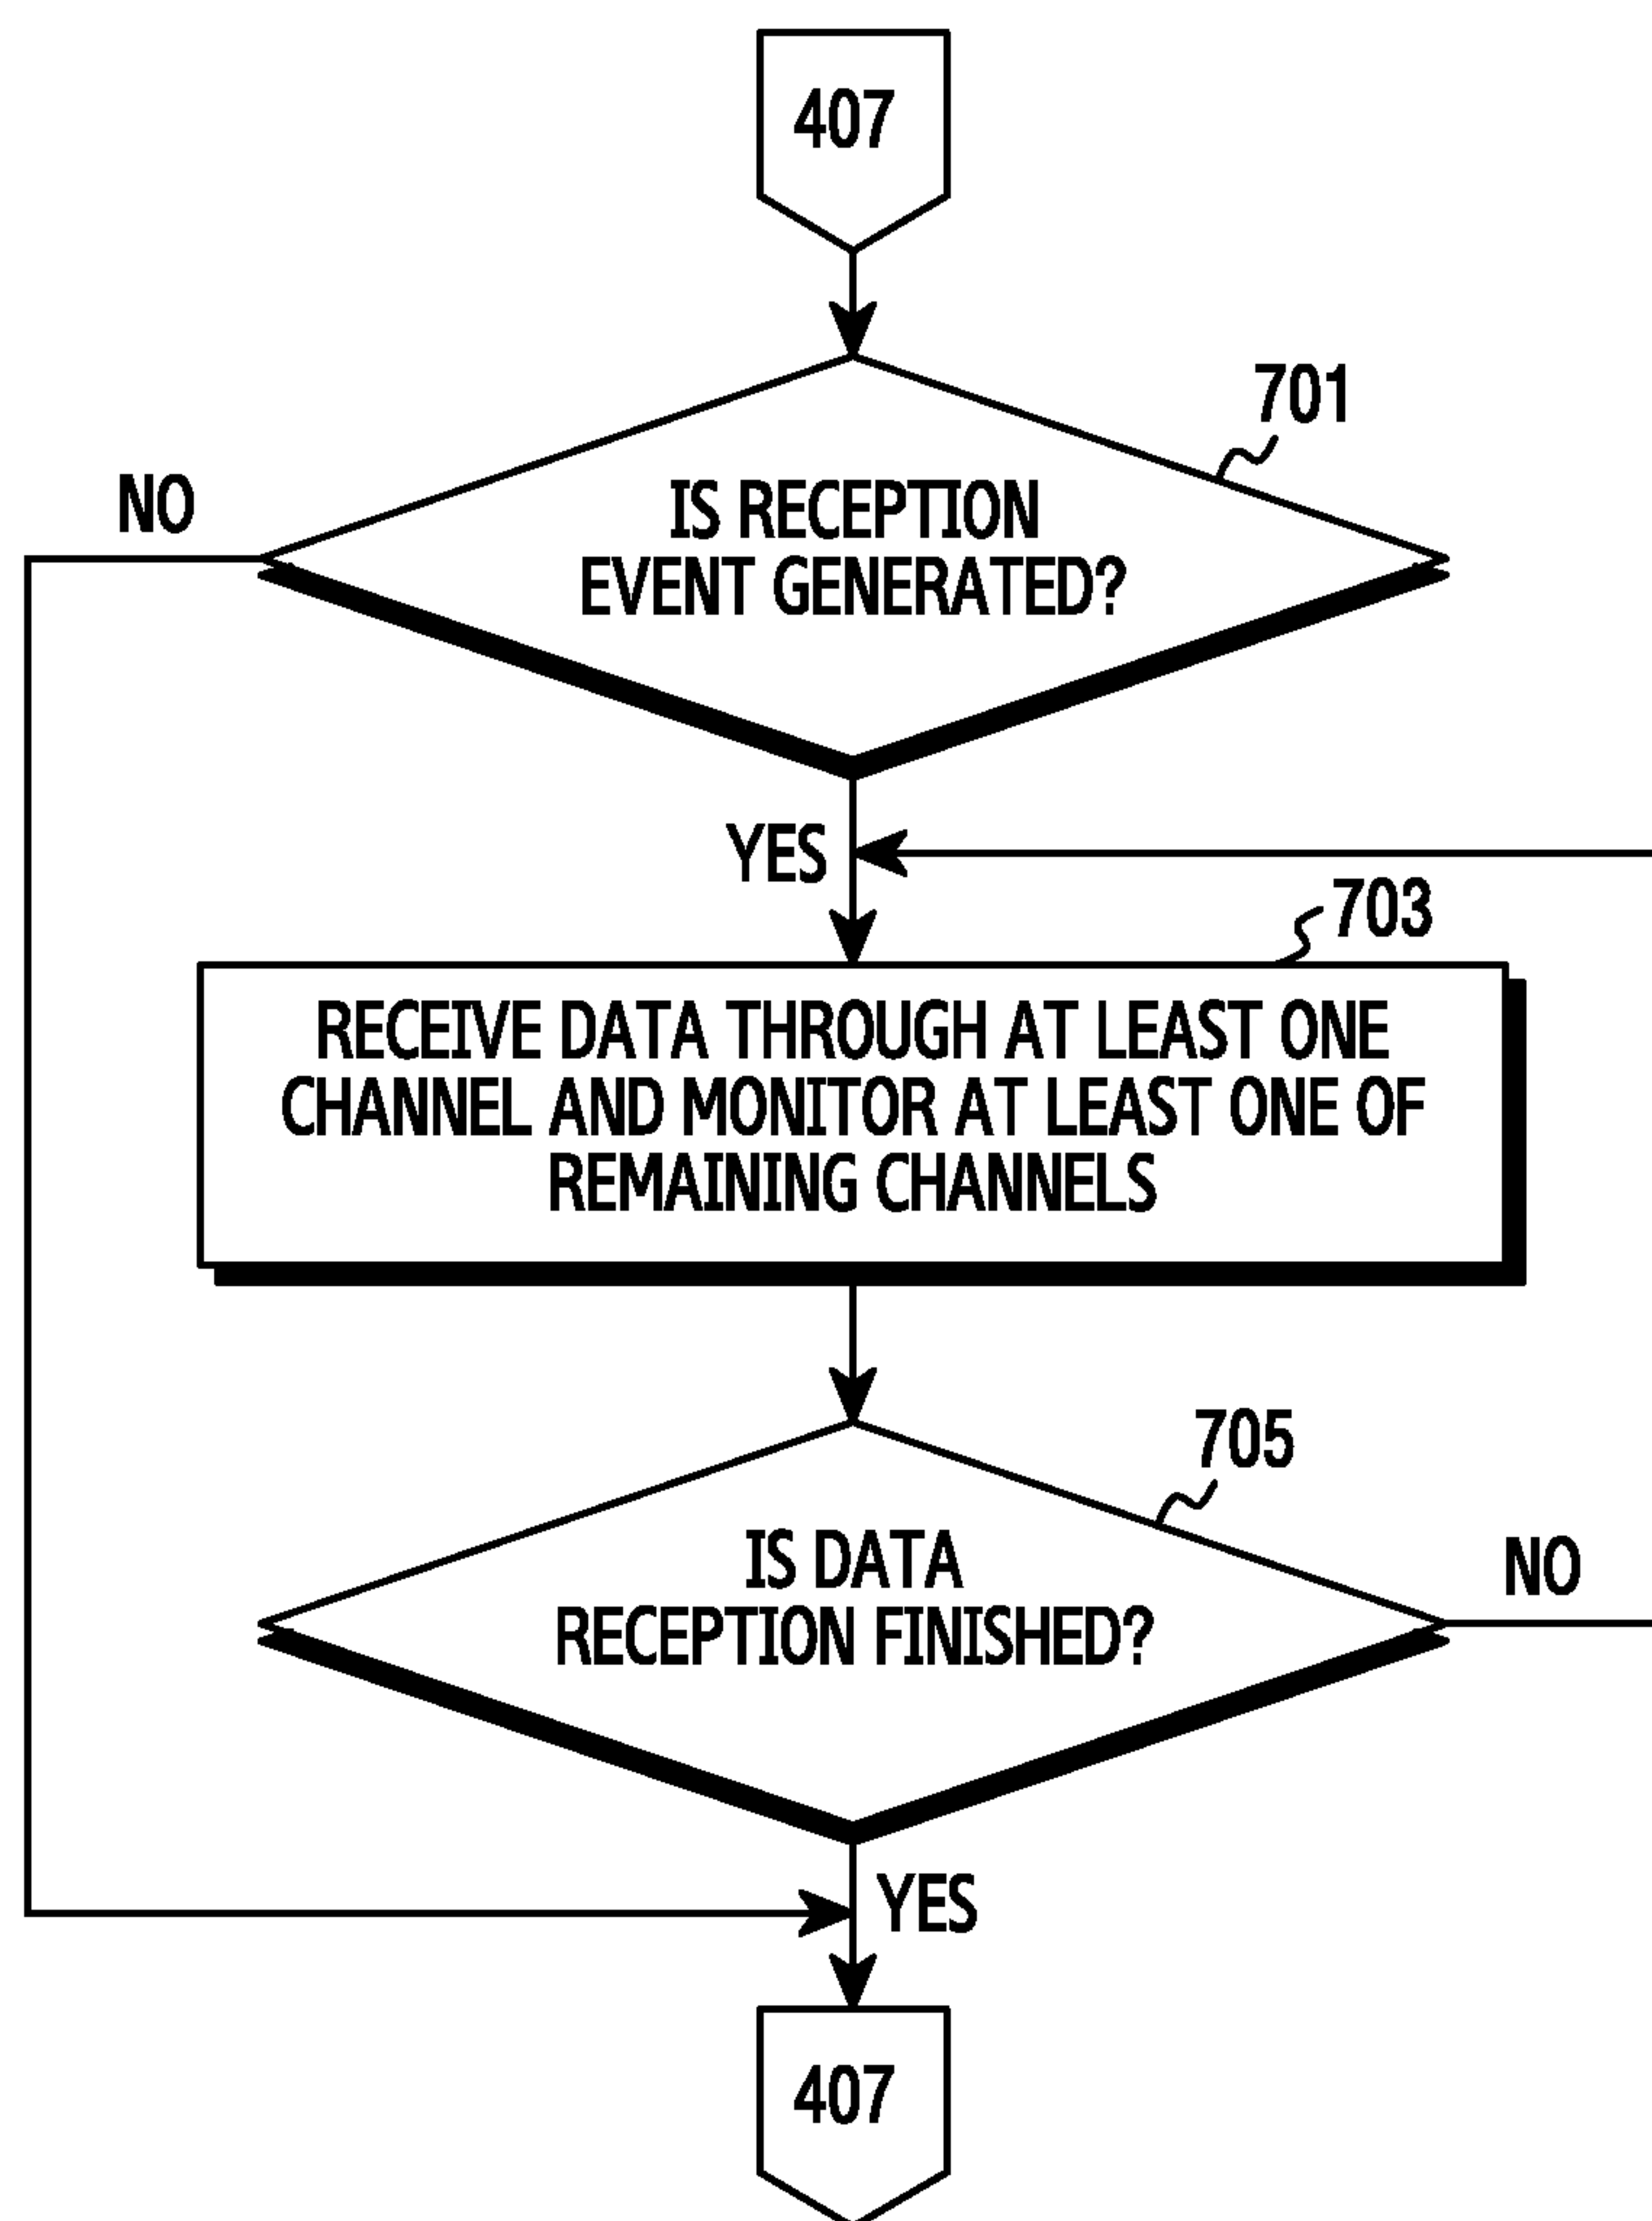 407
701
NO
IS RECEPTION
EVENT GENERATED?
YES
703
RECEIVE DATA THROUGH AT LEAST ONE
CHANNEL AND MONITOR AT LEAST ONE OF
REMAINING CHANNELS
705
IS DATA
RECEPTION FINISHED?
NO
YES
407